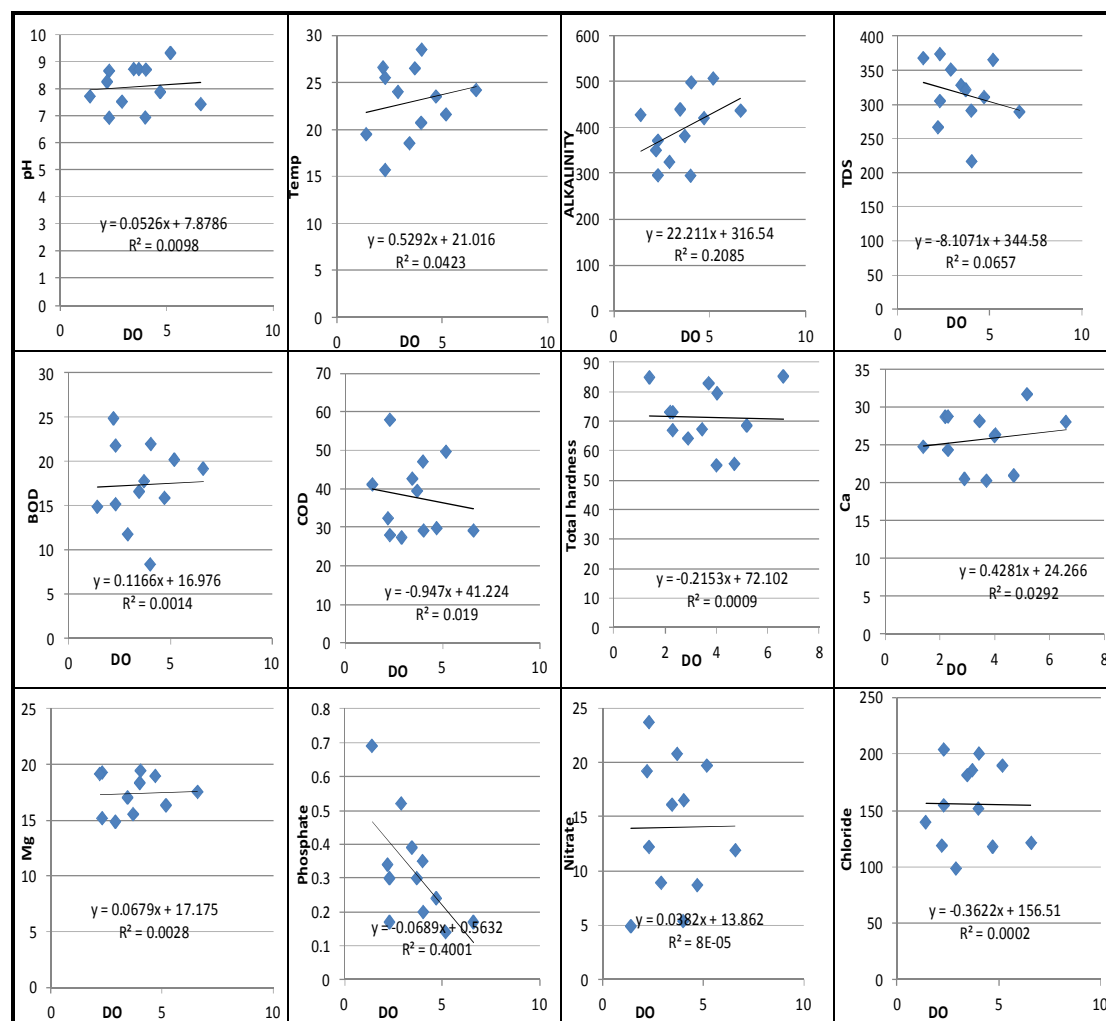 10
9
8
7
6
5
4
3
2
1
0
pH
y = 0.0526x + 7.8786
R² = 0.0098
0 5 10
DO
30
25
20
15
10
5
0
Temp
y = 0.5292x + 21.016
R² = 0.0423
0 5 10
DO
600
500
400
300
200
100
0
ALKALINITY
y = 22.211x + 316.54
R² = 0.2085
0 5 10
DO
400
350
300
250
200
150
100
50
0
TDS
y = -8.1071x + 344.58
R² = 0.0657
0 5 10
DO
30
25
20
15
10
5
0
BOD
y = 0.1166x + 16.976
R² = 0.0014
0 5 10
DO
70
60
50
40
30
20
10
0
COD
y = -0.947x + 41.224
R² = 0.019
0 5 10
DO
90
80
70
60
50
40
30
20
10
0
Total hardness
y = -0.2153x + 72.102
R² = 0.0009
0 2 4 6 8
DO
35
30
25
20
15
10
5
0
Ca
y = 0.4281x + 24.266
R² = 0.0292
0 2 4 6 8
DO
25
20
15
10
5
0
Mg
y = 0.0679x + 17.175
R² = 0.0028
0 5 10
DO
0.8
0.7
0.6
0.5
0.4
0.3
0.2
0.1
0
Phosphate
y = -0.0689x + 0.5632
R² = 0.4001
0 5 10
DO
25
20
15
10
5
0
Nitrate
y = 0.0382x + 13.862
R² = 8E-05
0 5 10
DO
250
200
150
100
50
0
Chloride
y = -0.3622x + 156.51
R² = 0.0002
0 5 10
DO